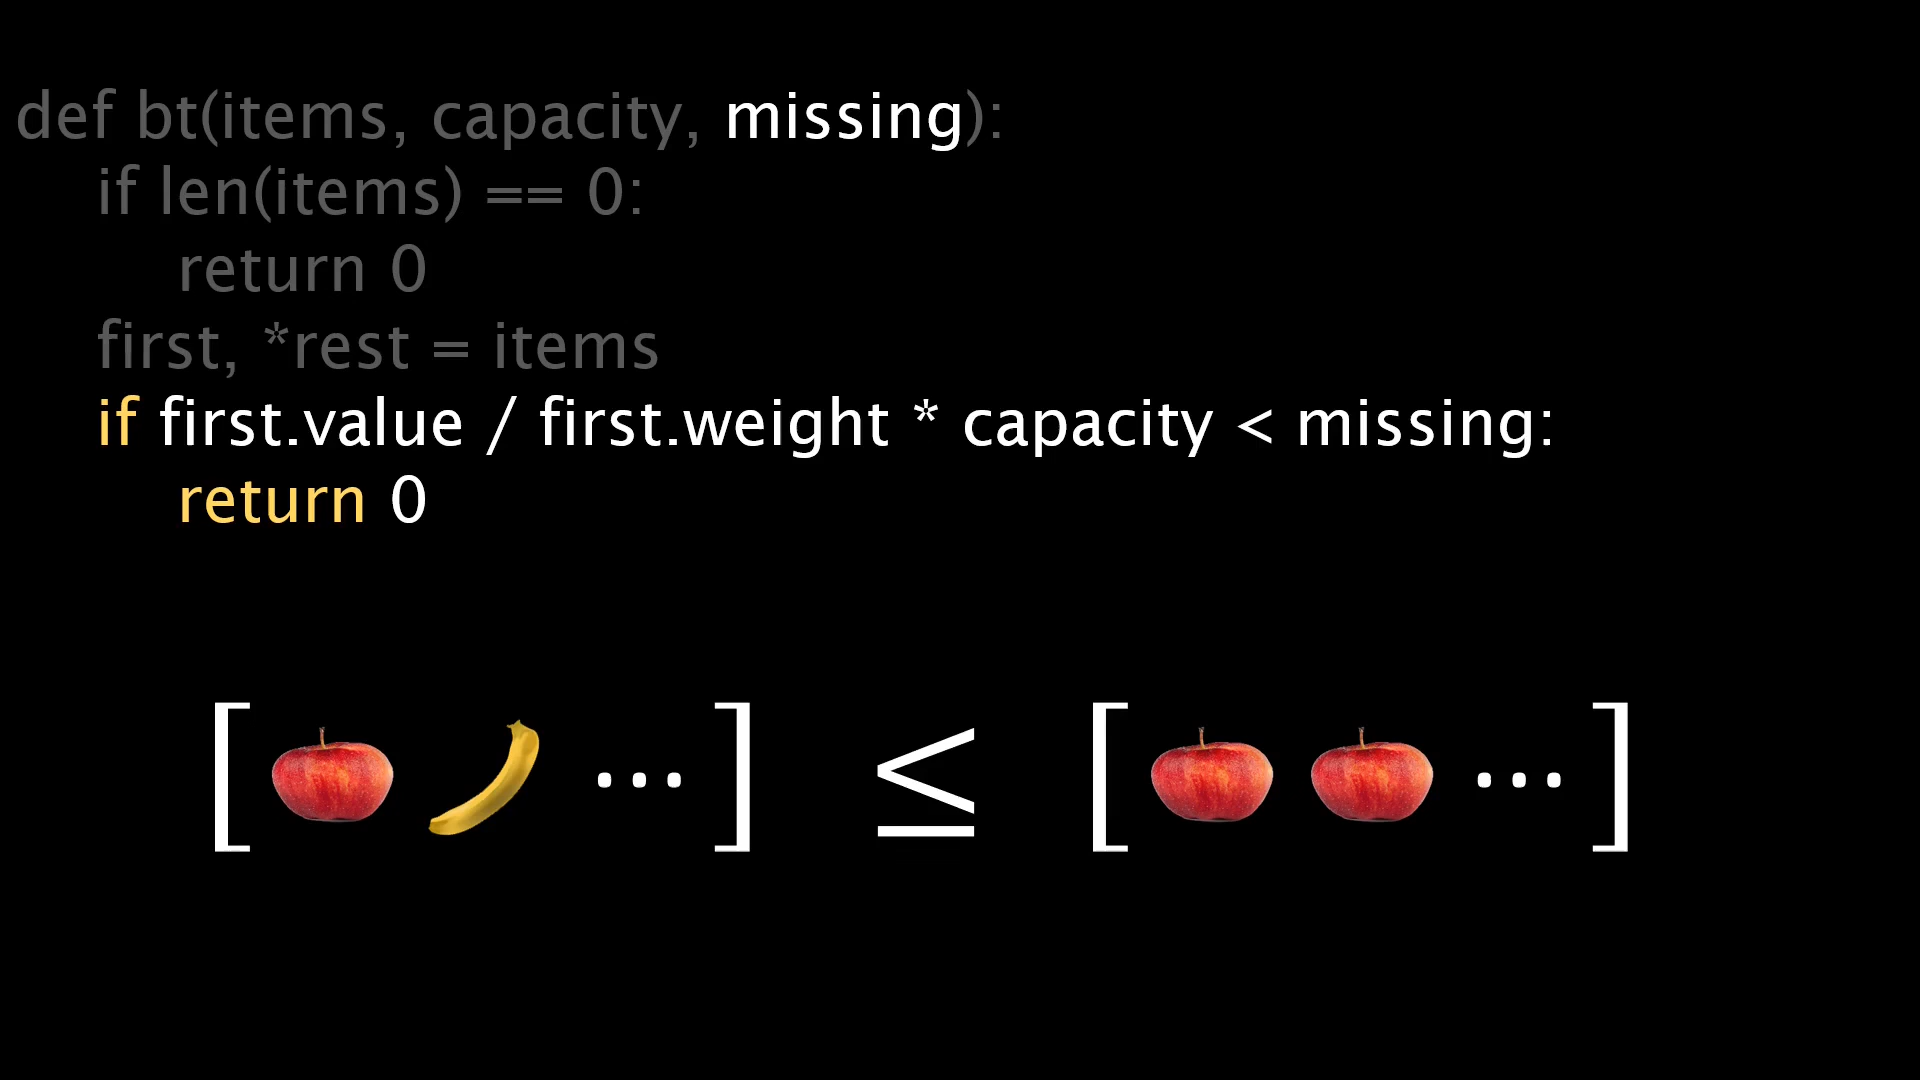 def bt(items, capacity, missing):
if len(items) == 0:
return 0
first, *rest = items
if first.value / first.weight * capacity < missing:
return 0
[ ... ] ≤ [ ... ]